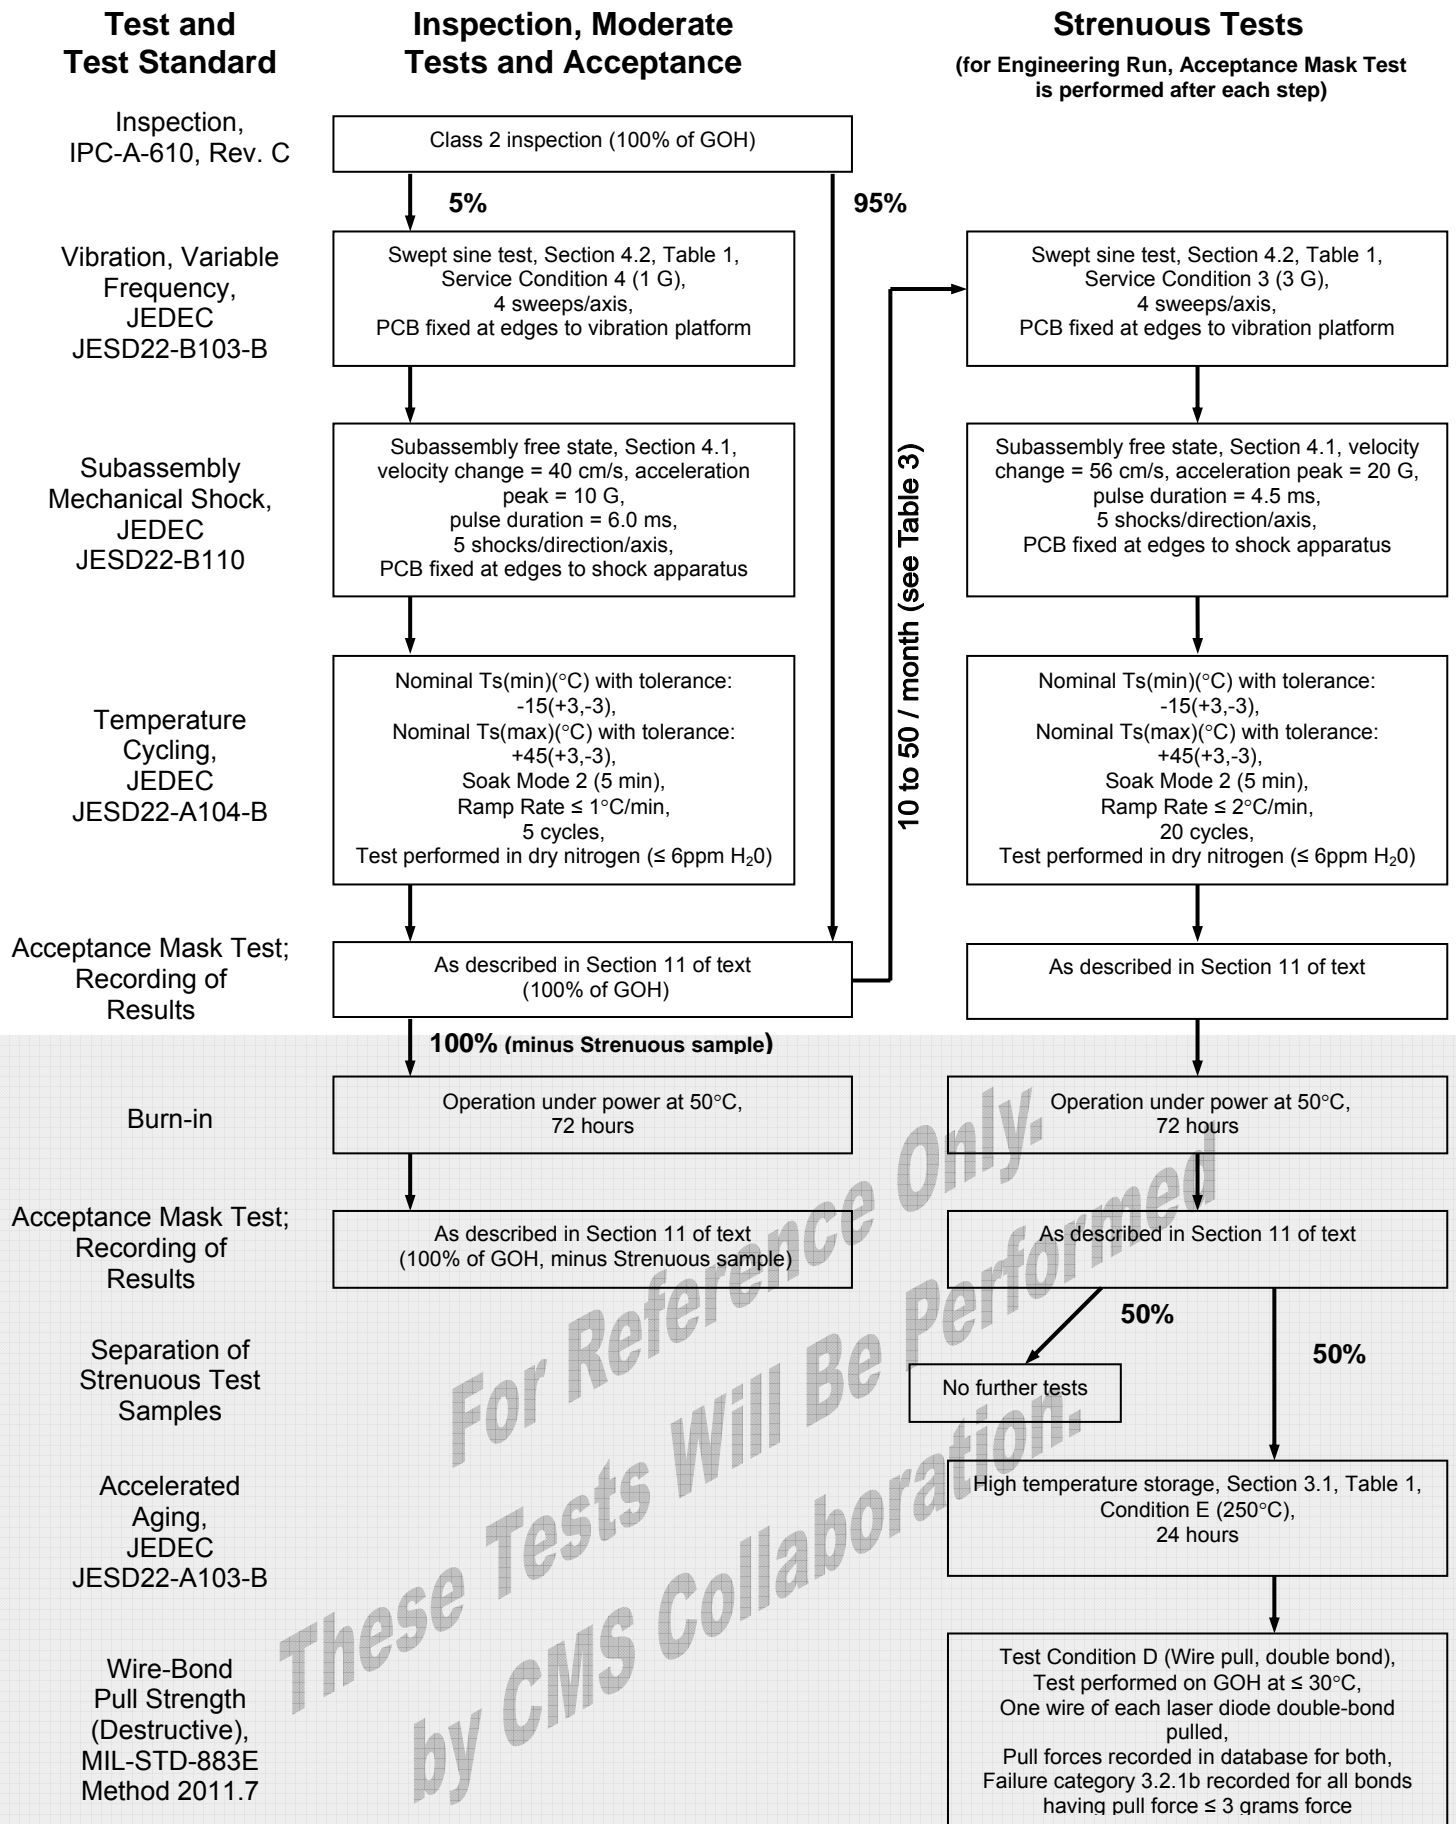 Test and
Test Standard
Inspection, Moderate
Tests and Acceptance
Strenuous Tests
(for Engineering Run, Acceptance Mask Test
is performed after each step)
Inspection,
IPC-A-610, Rev. C
Class 2 inspection (100% of GOH)
5%
95%
Vibration, Variable
Frequency,
JEDEC
JESD22-B103-B
Swept sine test, Section 4.2, Table 1,
Service Condition 4 (1 G),
4 sweeps/axis,
PCB fixed at edges to vibration platform
Swept sine test, Section 4.2, Table 1,
Service Condition 3 (3 G),
4 sweeps/axis,
PCB fixed at edges to vibration platform
Subassembly
Mechanical Shock,
JEDEC
JESD22-B110
Subassembly free state, Section 4.1,
velocity change = 40 cm/s, acceleration
peak = 10 G,
pulse duration = 6.0 ms,
5 shocks/direction/axis,
PCB fixed at edges to shock apparatus
10 to 50 / month (see Table 3)
Subassembly free state, Section 4.1, velocity
change = 56 cm/s, acceleration peak = 20 G,
pulse duration = 4.5 ms,
5 shocks/direction/axis,
PCB fixed at edges to shock apparatus
Temperature
Cycling,
JEDEC
JESD22-A104-B
Nominal Ts(min)(°C) with tolerance:
-15(+3,-3),
Nominal Ts(max)(°C) with tolerance:
+45(+3,-3),
Soak Mode 2 (5 min),
Ramp Rate ≤ 1°C/min,
5 cycles,
Test performed in dry nitrogen (≤ 6ppm H₂0)
Nominal Ts(min)(°C) with tolerance:
-15(+3,-3),
Nominal Ts(max)(°C) with tolerance:
+45(+3,-3),
Soak Mode 2 (5 min),
Ramp Rate ≤ 2°C/min,
20 cycles,
Test performed in dry nitrogen (≤ 6ppm H₂0)
Acceptance Mask Test;
Recording of
Results
As described in Section 11 of text
(100% of GOH)
As described in Section 11 of text
100% (minus Strenuous sample)
Burn-in
Operation under power at 50°C,
72 hours
Operation under power at 50°C,
72 hours
Acceptance Mask Test;
Recording of
Results
As described in Section 11 of text
(100% of GOH, minus Strenuous sample)
As described in Section 11 of text
50%
50%
Separation of
Strenuous Test
Samples
No further tests
Accelerated
Aging,
JEDEC
JESD22-A103-B
High temperature storage, Section 3.1, Table 1,
Condition E (250°C),
24 hours
Wire-Bond
Pull Strength
(Destructive),
MIL-STD-883E
Method 2011.7
Test Condition D (Wire pull, double bond),
Test performed on GOH at ≤ 30°C,
One wire of each laser diode double-bond
pulled,
Pull forces recorded in database for both,
Failure category 3.2.1b recorded for all bonds
having pull force ≤ 3 grams force
For Reference Only.
These Tests Will Be Performed
by CMS Collaboration.